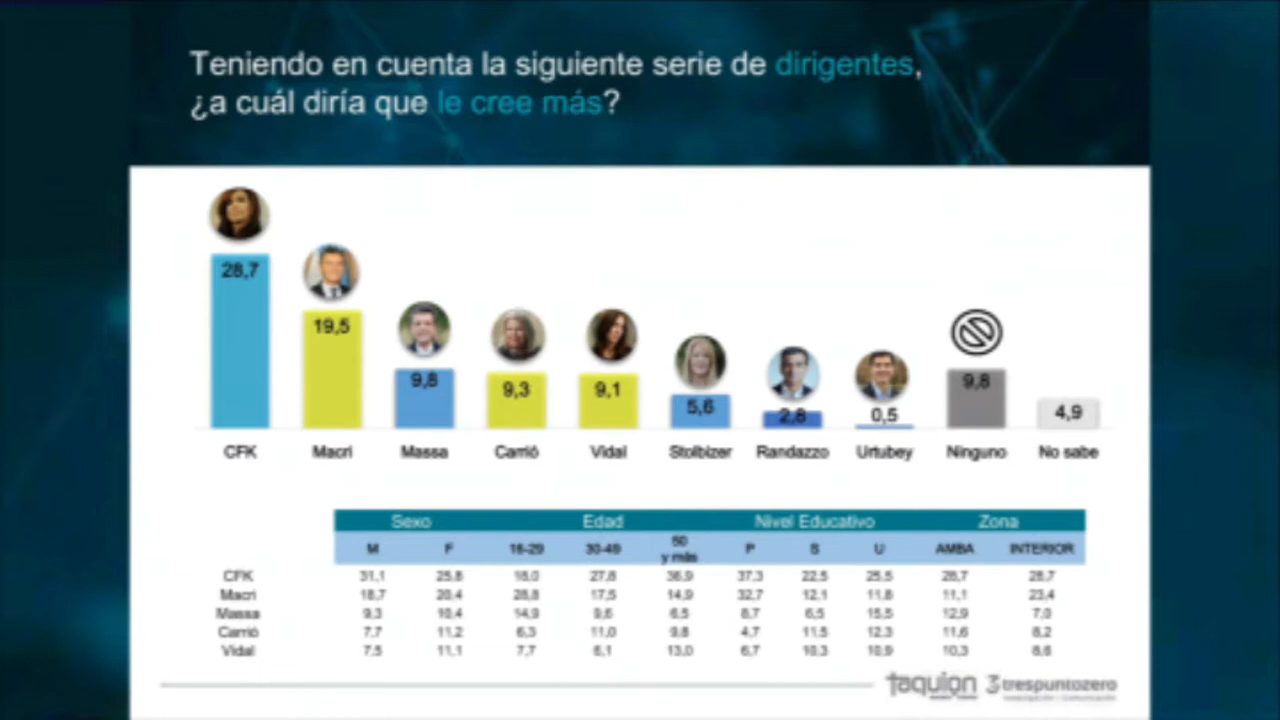 Teniendo en cuenta la siguiente serie de dirigentes,
¿a cuál diría que le cree más?
28,7
19,5
9,8
9,3
9,1
5,6
2,8
0,5
9,8
4,9
CFK Macri Massa Carrió Vidal Stolbizer Randazzo Urtubey Ninguno No sabe
Sexo Edad Nivel Educativo Zona
M F 16-29 30-49 50 y más P S U AMBA INTERIOR
CFK 31,1 25,8 18,0 27,8 36,9 37,3 22,5 25,5 28,7 28,7
Macri 18,7 20,4 28,8 17,5 14,9 32,7 12,1 11,8 11,1 23,4
Massa 9,3 10,4 14,9 9,6 6,5 8,7 6,5 15,5 12,9 7,0
Carrió 7,7 11,2 6,3 11,0 9,8 4,7 11,5 12,3 11,6 8,2
Vidal 7,5 11,1 7,7 6,1 13,0 6,7 10,3 10,9 10,3 8,6
taquion 3 trespuntozero